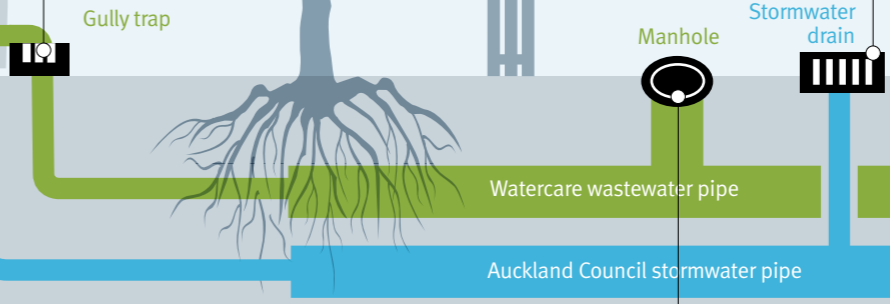 Gully trap
Stormwater
drain
Manhole
Watercare wastewater pipe
Auckland Council stormwater pipe